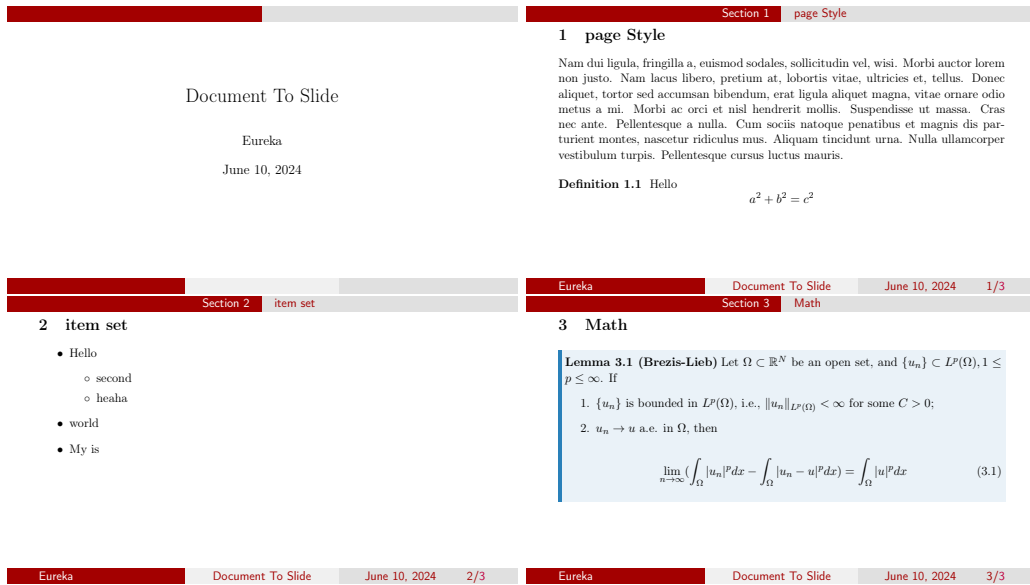 Document To Slide
Eureka
June 10, 2024
Section 1 page Style
1 page Style
Nam dui ligula, fringilla a, euismod sodales, sollicitudin vel, wisi. Morbi auctor lorem
non justo. Nam lacus libero, pretium at, lobortis vitae, ultricies et, tellus. Donec
aliquet, tortor sed accumsan bibendum, erat ligula aliquet magna, vitae ornare odio
metus a mi. Morbi ac orci et nisl hendrerit mollis. Suspendisse ut massa. Cras
nec ante. Pellentesque a nulla. Cum sociis natoque penatibus et magnis dis par-
turient montes, nascetur ridiculus mus. Aliquam tincidunt urna. Nulla ullamcorper
vestibulum turpis. Pellentesque cursus luctus mauris.
Definition 1.1 Hello
a² + b² = c²
Eureka Document To Slide June 10, 2024 1/3
Section 2 item set
2 item set
• Hello
◦ second
◦ heaha
• world
• My is
Eureka Document To Slide June 10, 2024 2/3
Section 3 Math
3 Math
Lemma 3.1 (Brezis-Lieb) Let Ω ⊂ ℝᴺ be an open set, and {uₙ} ⊂ Lᵖ(Ω), 1 ≤
p ≤ ∞. If
1. {uₙ} is bounded in Lᵖ(Ω), i.e., ‖uₙ‖_{Lᵖ(Ω)} < ∞ for some C > 0;
2. uₙ → u a.e. in Ω, then
lim_{n→∞} (∫_Ω |uₙ|ᵖdx − ∫_Ω |uₙ − u|ᵖdx) = ∫_Ω |u|ᵖdx (3.1)
Eureka Document To Slide June 10, 2024 3/3